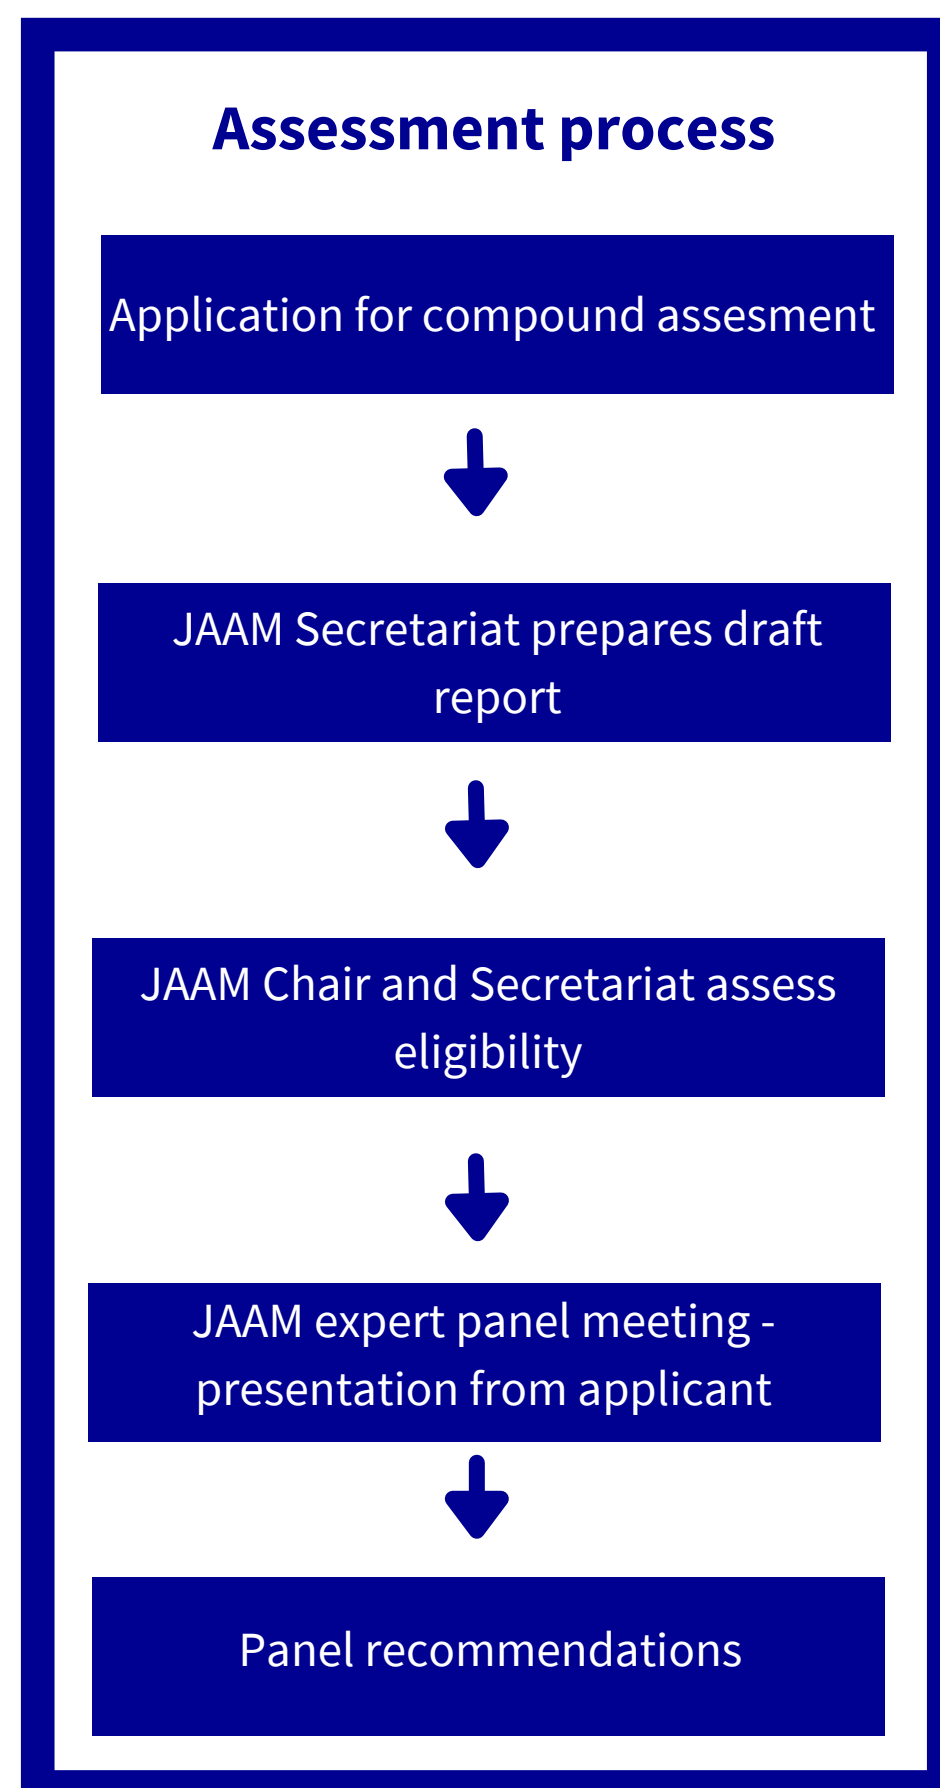 Assessment process
Application for compound assesment
JAAM Secretariat prepares draft
report
JAAM Chair and Secretariat assess
eligibility
JAAM expert panel meeting -
presentation from applicant
Panel recommendations